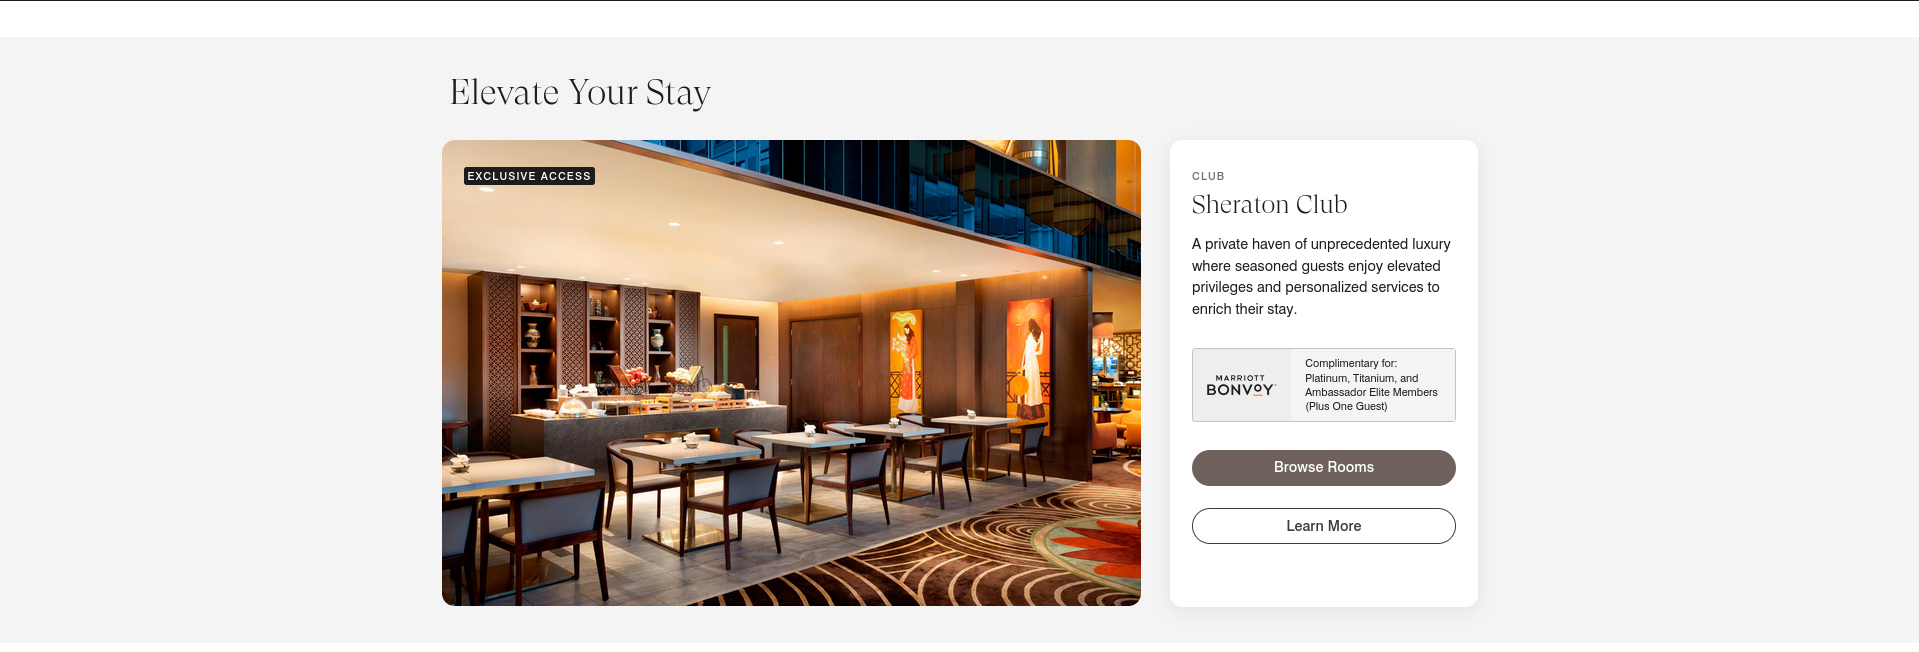 Elevate Your Stay
EXCLUSIVE ACCESS
CLUB
Sheraton Club
A private haven of unprecedented luxury
where seasoned guests enjoy elevated
privileges and personalized services to
enrich their stay.
MARRIOTT
BONVOY
Complimentary for:
Platinum, Titanium, and
Ambassador Elite Members
(Plus One Guest)
Browse Rooms
Learn More